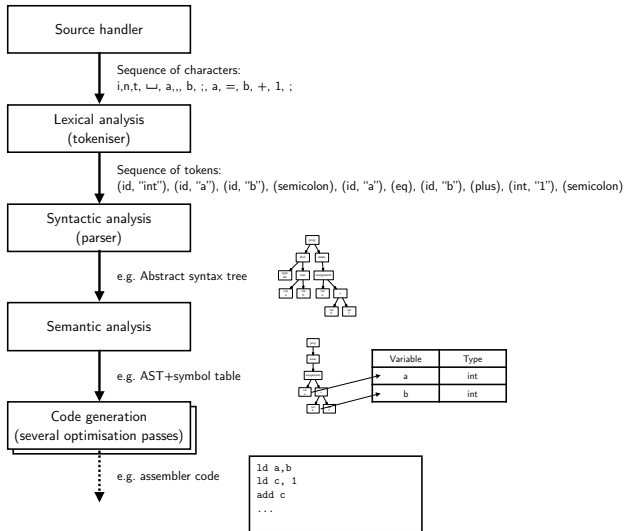 Source handler
Sequence of characters:
i,n,t, ␣, a,,, b, ;, a, =, b, +, 1, ;
Lexical analysis
(tokeniser)
Sequence of tokens:
(id, “int”), (id, “a”), (id, “b”), (semicolon), (id, “a”), (eq), (id, “b”), (plus), (int, “1”), (semicolon)
Syntactic analysis
(parser)
e.g. Abstract syntax tree
Semantic analysis
e.g. AST+symbol table
Variable Type
a int
b int
Code generation
(several optimisation passes)
e.g. assembler code
ld a,b
ld c, 1
add c
...